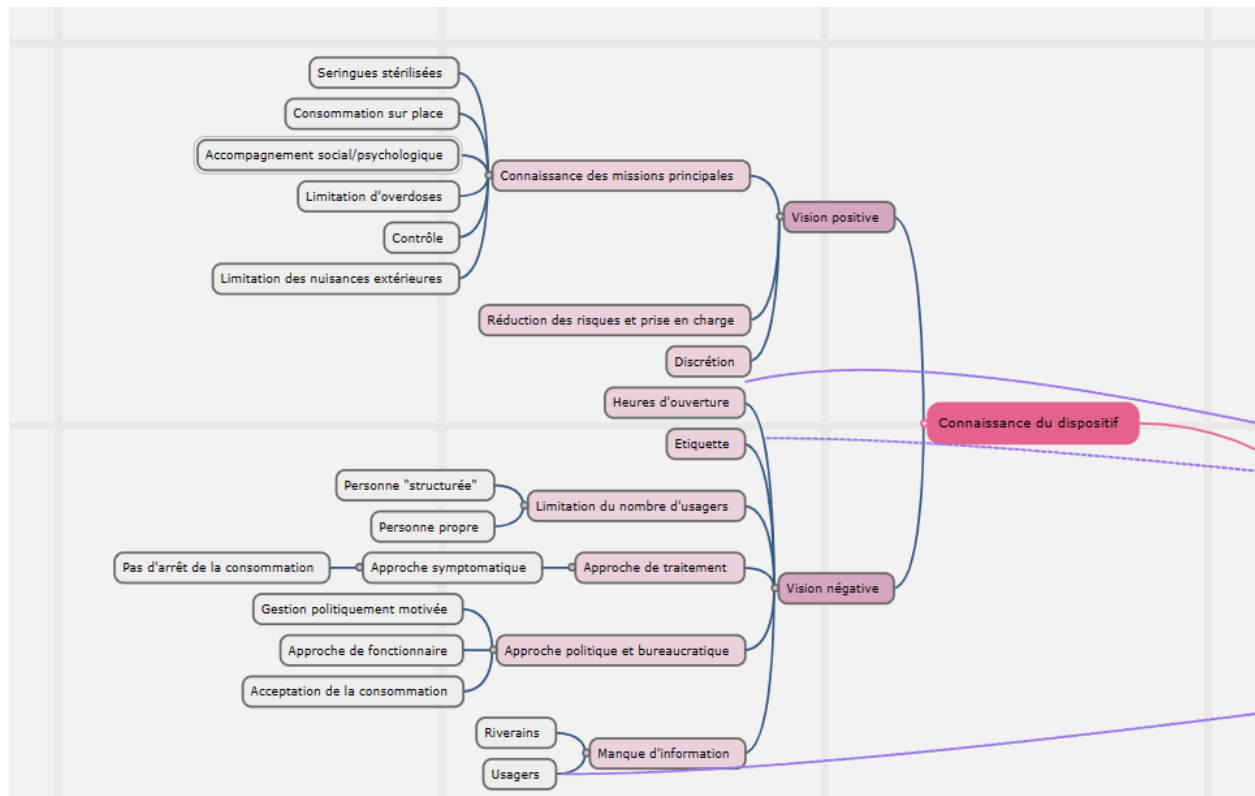 Seringues stérilisées
Consommation sur place
Accompagnement social/psychologique
Limitation d'overdoses
Contrôle
Limitation des nuisances extérieures
Connaissance des missions principales
Vision positive
Réduction des risques et prise en charge
Discrétion
Heures d'ouverture
Connaissance du dispositif
Etiquette
Personne "structurée"
Personne propre
Limitation du nombre d'usagers
Pas d'arrêt de la consommation
Approche symptomatique
Approche de traitement
Vision négative
Gestion politiquement motivée
Approche de fonctionnaire
Acceptation de la consommation
Approche politique et bureaucratique
Riverains
Usagers
Manque d'information